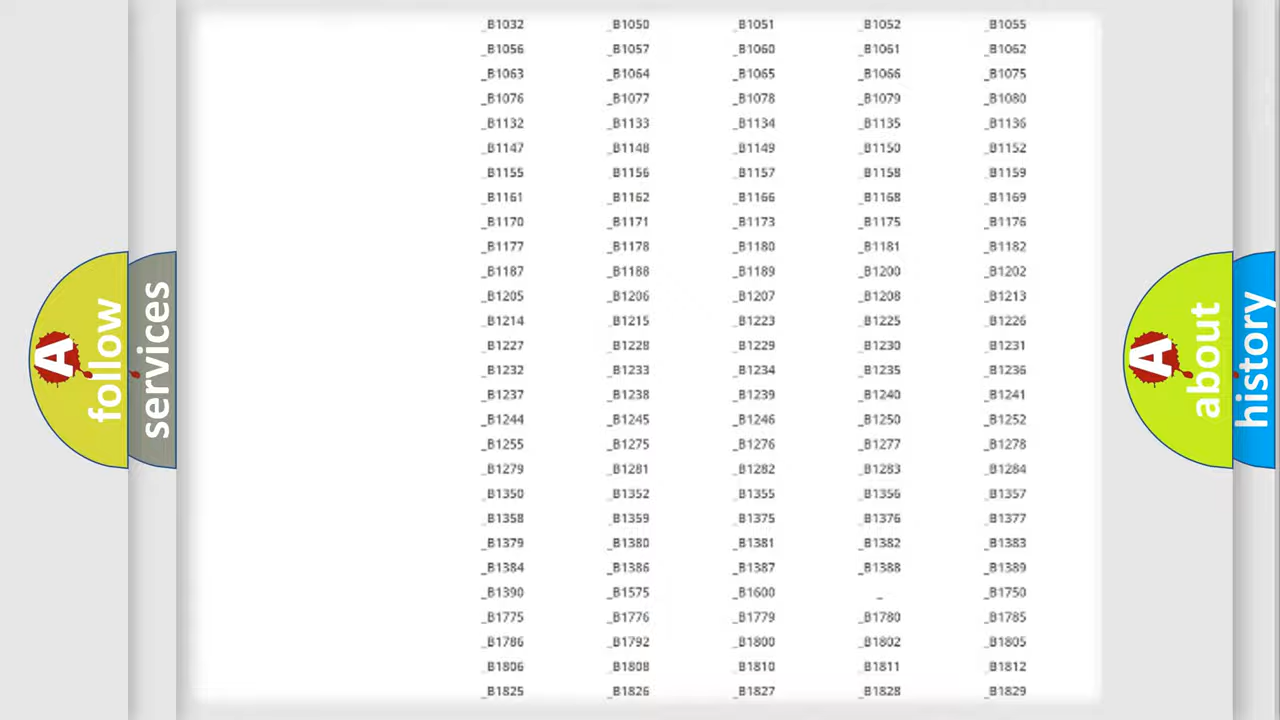 _B1032 _B1050 _B1051 _B1052 _B1055
_B1056 _B1057 _B1060 _B1061 _B1062
_B1063 _B1064 _B1065 _B1066 _B1075
_B1076 _B1077 _B1078 _B1079 _B1080
_B1132 _B1133 _B1134 _B1135 _B1136
_B1147 _B1148 _B1149 _B1150 _B1152
_B1155 _B1156 _B1157 _B1158 _B1159
_B1161 _B1162 _B1166 _B1168 _B1169
_B1170 _B1171 _B1173 _B1175 _B1176
_B1177 _B1178 _B1180 _B1181 _B1182
_B1187 _B1188 _B1189 _B1200 _B1202
_B1205 _B1206 _B1207 _B1208 _B1213
_B1214 _B1215 _B1223 _B1225 _B1226
_B1227 _B1228 _B1229 _B1230 _B1231
_B1232 _B1233 _B1234 _B1235 _B1236
_B1237 _B1238 _B1239 _B1240 _B1241
_B1244 _B1245 _B1246 _B1250 _B1252
_B1255 _B1275 _B1276 _B1277 _B1278
_B1279 _B1281 _B1282 _B1283 _B1284
_B1350 _B1352 _B1355 _B1356 _B1357
_B1358 _B1359 _B1375 _B1376 _B1377
_B1379 _B1380 _B1381 _B1382 _B1383
_B1384 _B1386 _B1387 _B1388 _B1389
_B1390 _B1575 _B1600 _ _B1750
_B1775 _B1776 _B1779 _B1780 _B1785
_B1786 _B1792 _B1800 _B1802 _B1805
_B1806 _B1808 _B1810 _B1811 _B1812
_B1825 _B1826 _B1827 _B1828 _B1829
A
follow
services
A
about
history